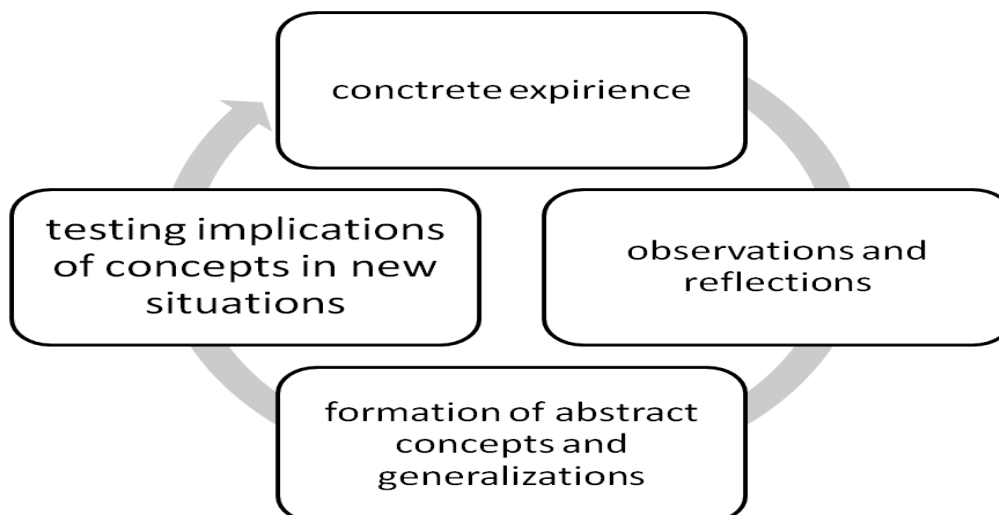 conctrete expirience
observations and
reflections
formation of abstract
concepts and
generalizations
testing implications
of concepts in new
situations